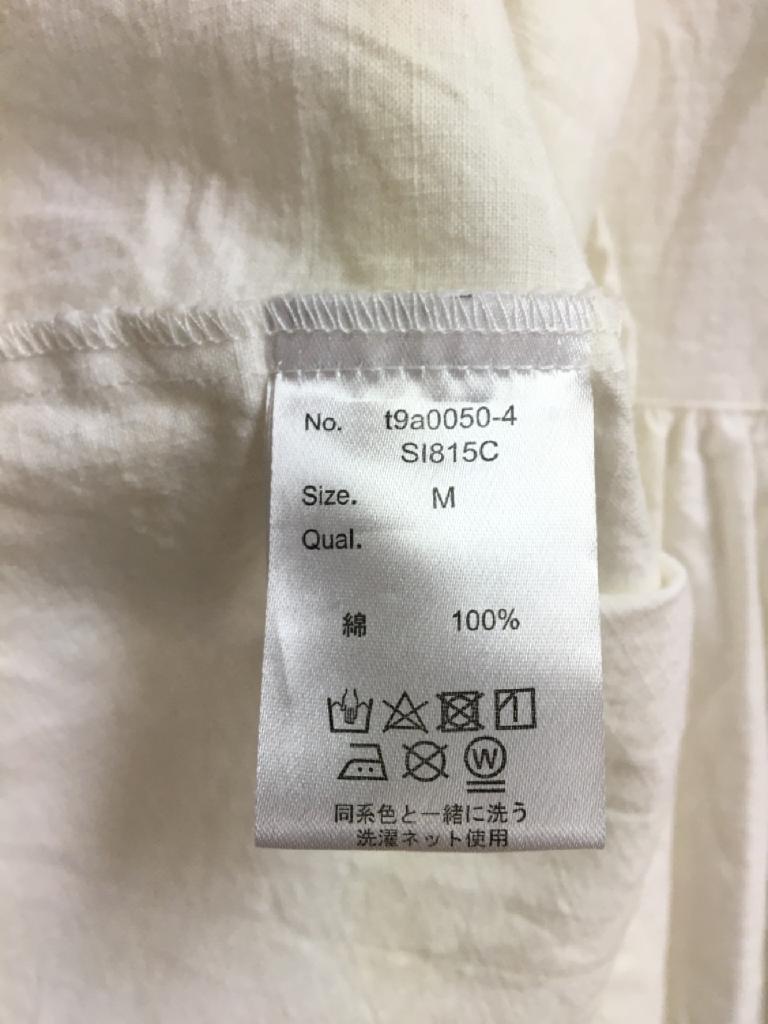 No. t9a0050-4
SI815C
Size. M
Qual.
綿 100%
W
同系色と一緒に洗う
洗濯ネット使用